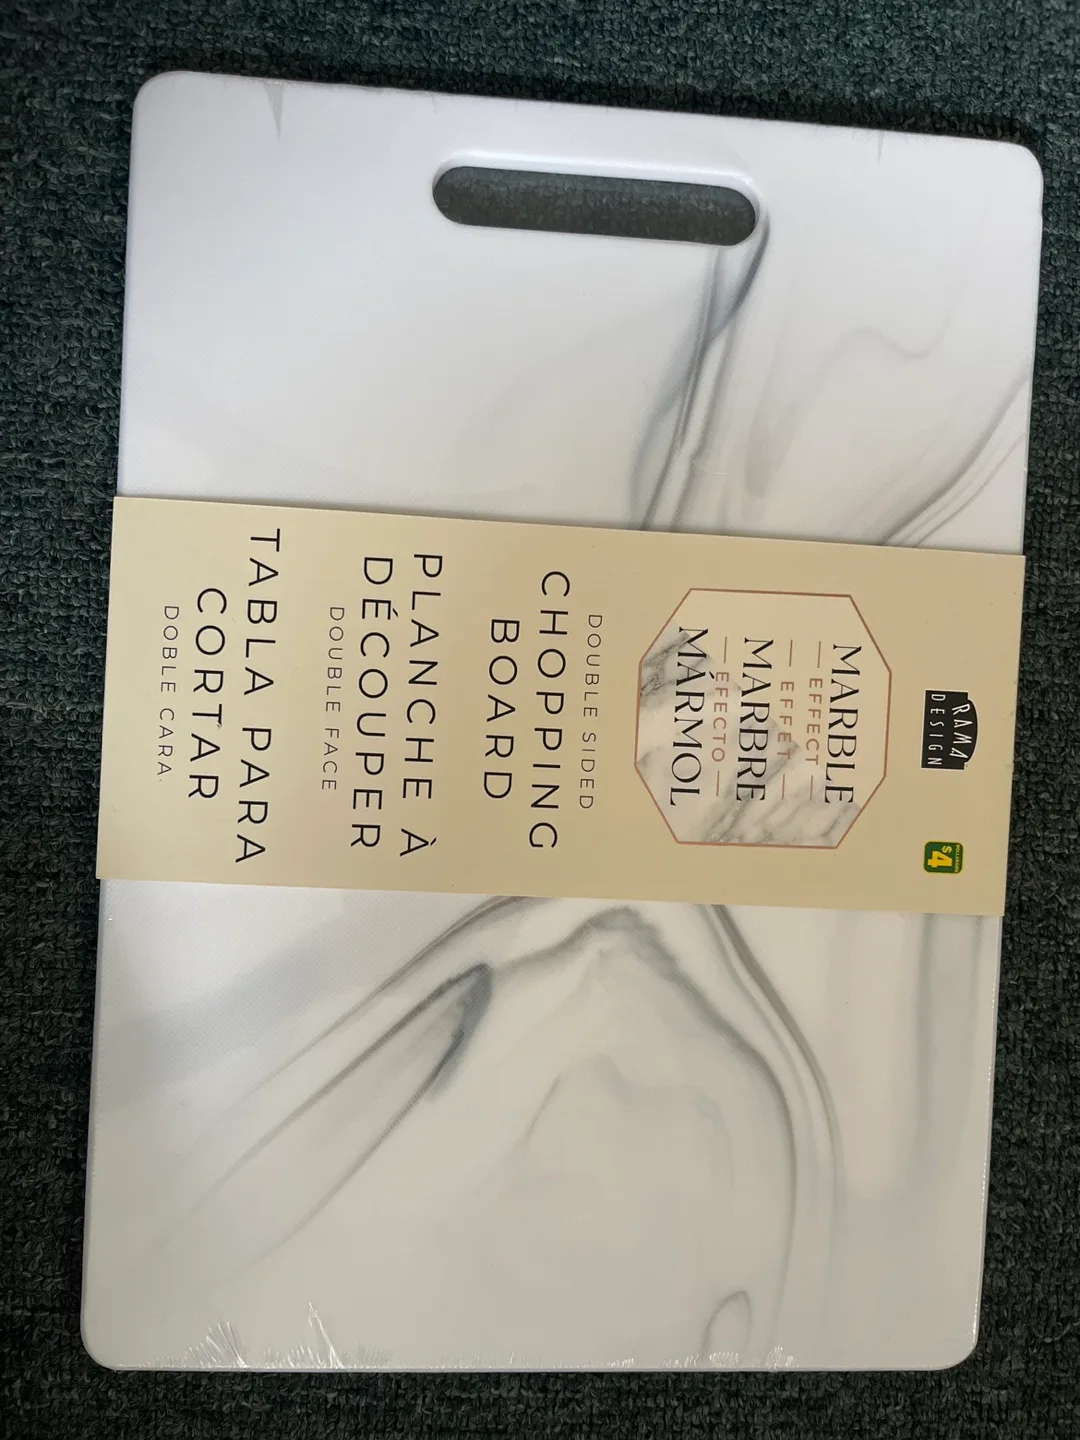 RAMA
DESIGN
DOLLARAMA
$4
MARBLE
EFFECT
EFFET
MARBRE
EFECTO
MÁRMOL
DOUBLE SIDED
CHOPPING
BOARD
PLANCHE À
DÉCOUPER
DOUBLE FACE
TABLA PARA
CORTAR
DOBLE CARA.